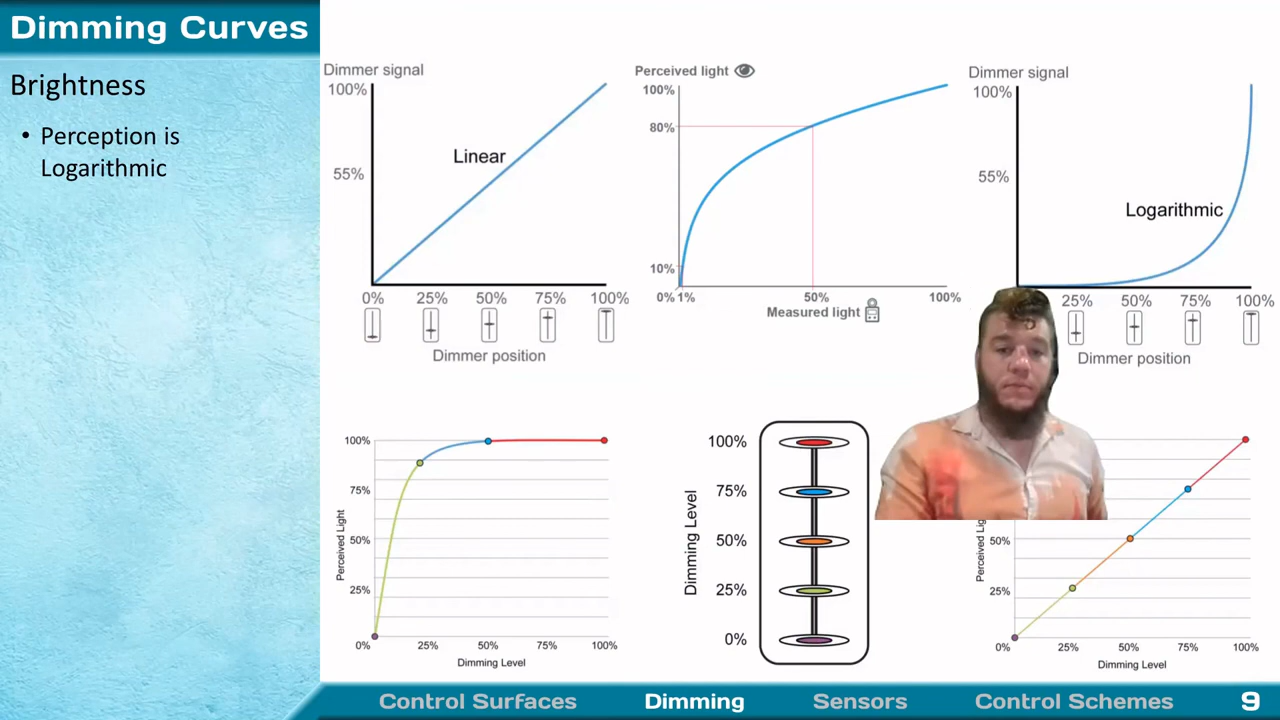 Dimming Curves
Brightness
• Perception is
Logarithmic
Dimmer signal
100%
55%
Linear
0% 25% 50% 75% 100%
Dimmer position
Perceived light
100%
80%
10%
0% 1% 50% 100%
Measured light
Dimmer signal
100%
55%
Logarithmic
25% 50% 75% 100%
Dimmer position
100%
75%
50%
25%
0% 25% 50% 75% 100%
Perceived Light
Dimming Level
100%
75%
50%
25%
0%
Dimming Level
50%
25%
0% 25% 50% 75% 100%
Perceived
Dimming Level
Control Surfaces Dimming Sensors Control Schemes 9